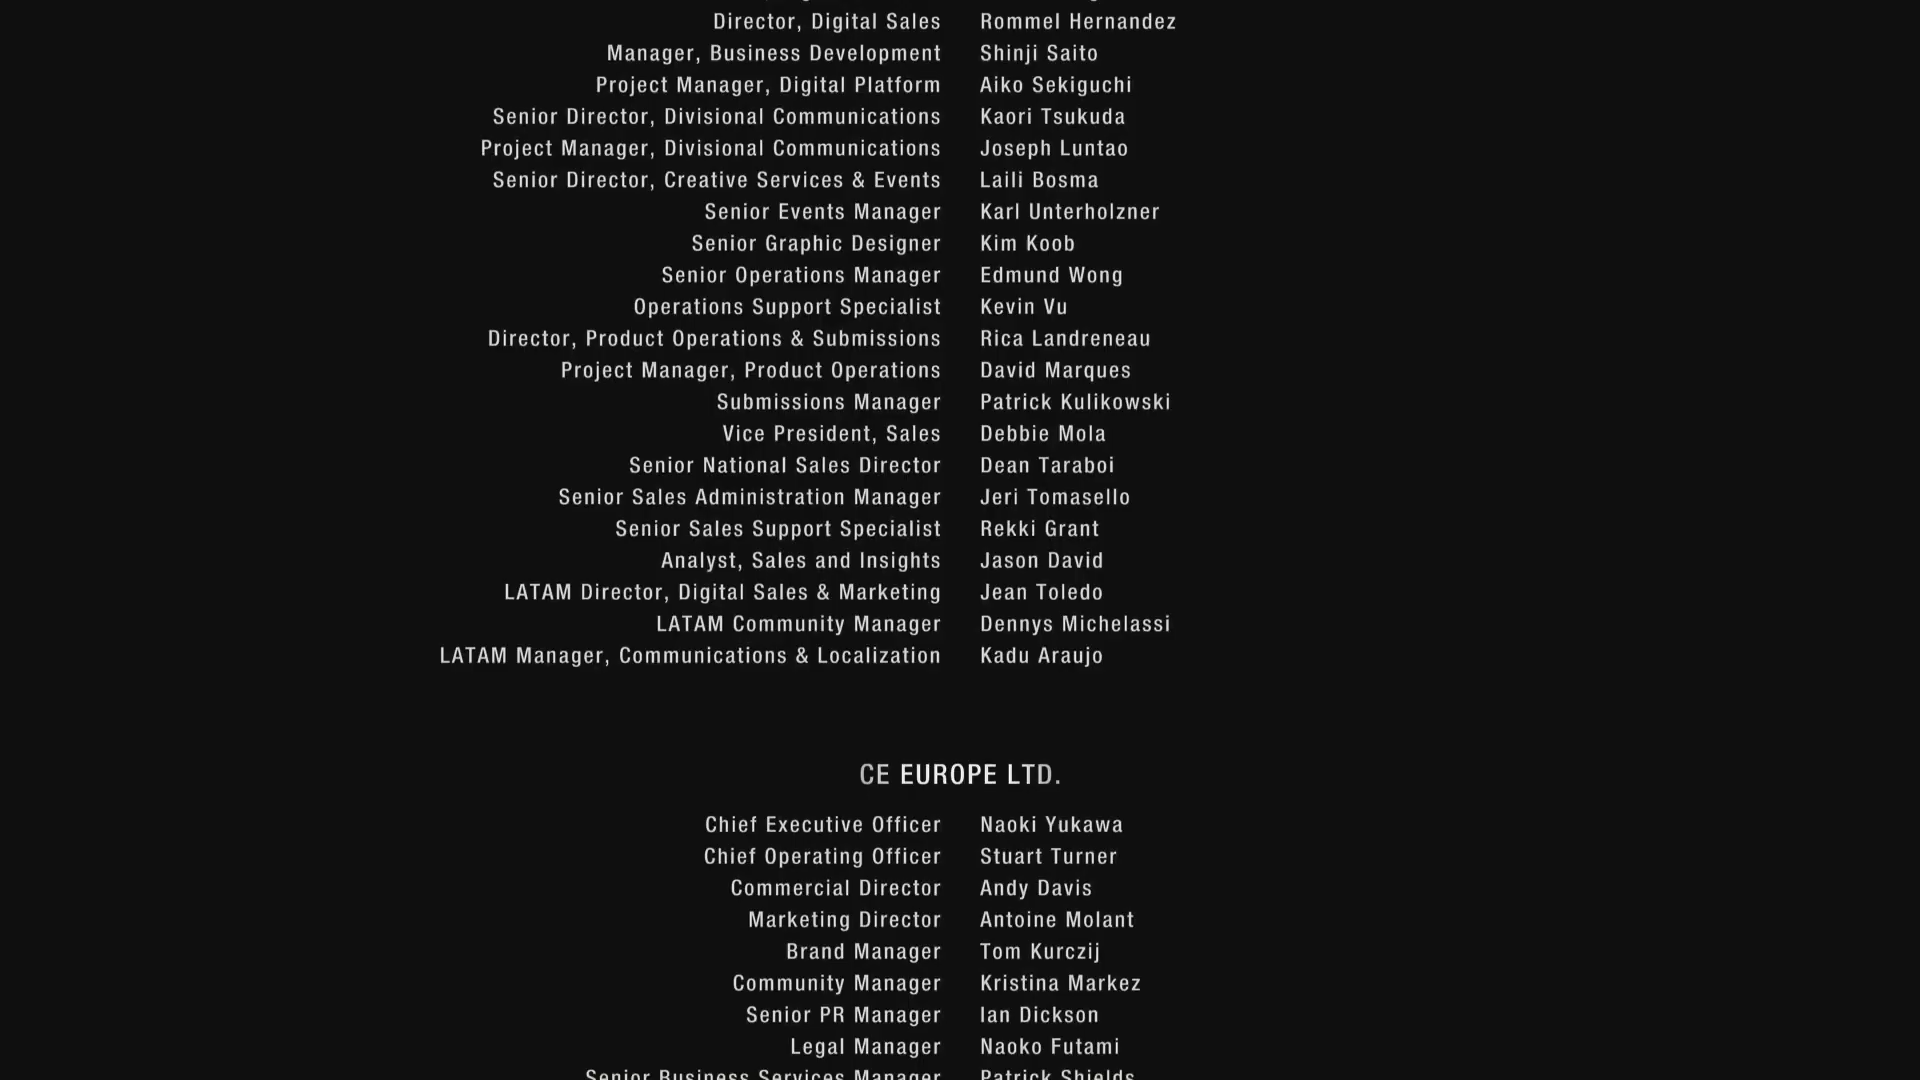 Director, Digital Sales Rommel Hernandez
Manager, Business Development Shinji Saito
Project Manager, Digital Platform Aiko Sekiguchi
Senior Director, Divisional Communications Kaori Tsukuda
Project Manager, Divisional Communications Joseph Luntao
Senior Director, Creative Services & Events Laili Bosma
Senior Events Manager Karl Unterholzner
Senior Graphic Designer Kim Koob
Senior Operations Manager Edmund Wong
Operations Support Specialist Kevin Vu
Director, Product Operations & Submissions Rica Landreneau
Project Manager, Product Operations David Marques
Submissions Manager Patrick Kulikowski
Vice President, Sales Debbie Mola
Senior National Sales Director Dean Taraboi
Senior Sales Administration Manager Jeri Tomasello
Senior Sales Support Specialist Rekki Grant
Analyst, Sales and Insights Jason David
LATAM Director, Digital Sales & Marketing Jean Toledo
LATAM Community Manager Dennys Michelassi
LATAM Manager, Communications & Localization Kadu Araujo
CE EUROPE LTD.
Chief Executive Officer Naoki Yukawa
Chief Operating Officer Stuart Turner
Commercial Director Andy Davis
Marketing Director Antoine Molant
Brand Manager Tom Kurczij
Community Manager Kristina Markez
Senior PR Manager Ian Dickson
Legal Manager Naoko Futami
Senior Business Services Manager Patrick Shields